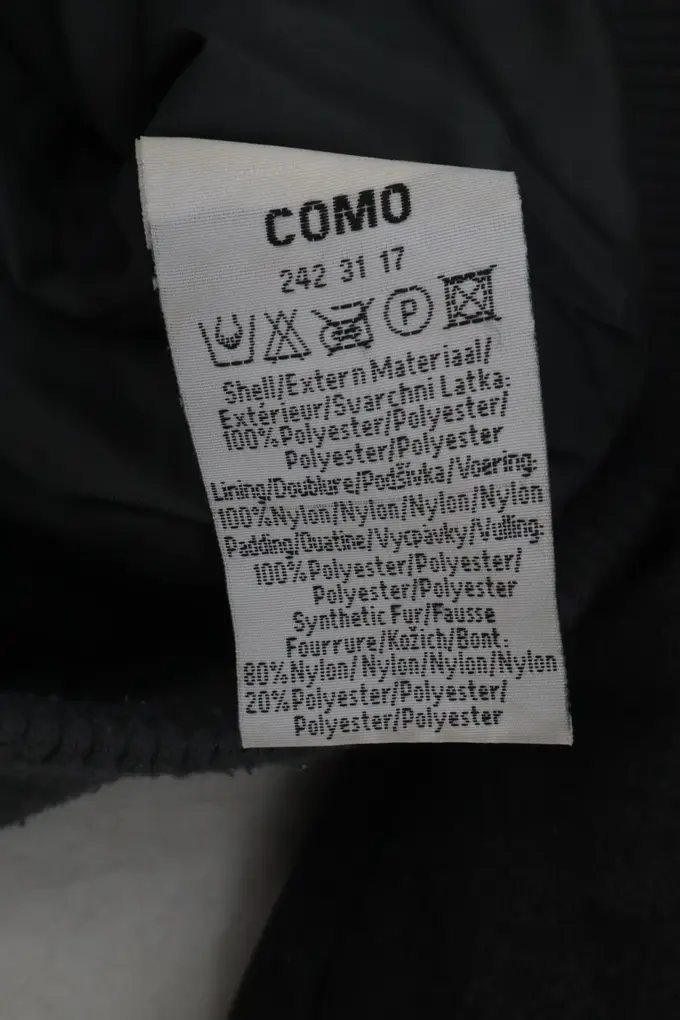 COMO
242 31 17
P
Shell/Extern Materiaal/
Extérieur/Svarchni Latka:
100%Polyester/Polyester/
Polyester/Polyester
Lining/Doublure/Podšívka/Voering:
100%Nylon/Nylon/Nylon/Nylon
Padding/Ouatine/Vycpávky/Vulling:
100%Polyester/Polyester/
Polyester/Polyester
Synthetic Fur/Fausse
Fourrure/Kožich/Bont:
80%Nylon/Nylon/Nylon/Nylon
20%Polyester/Polyester/
Polyester/Polyester